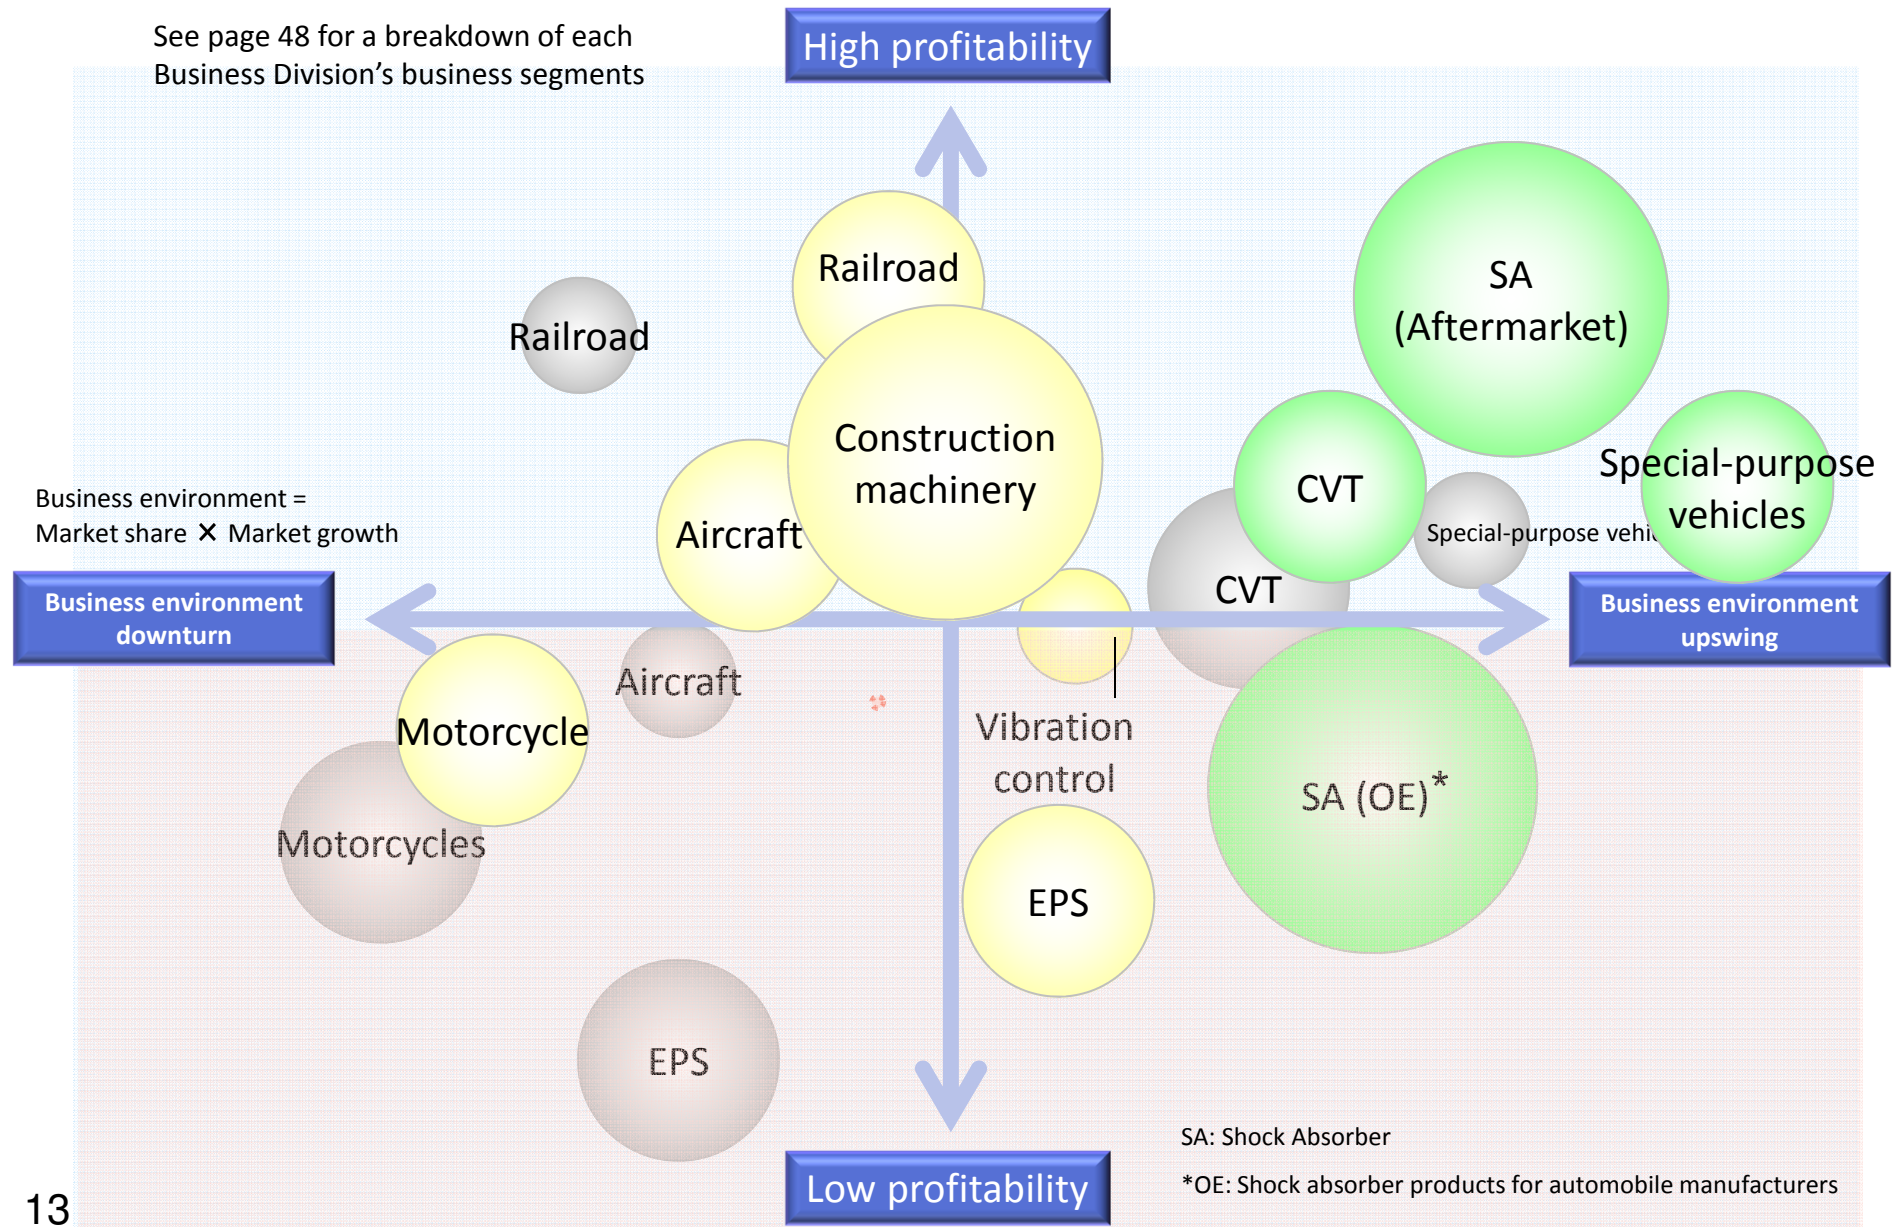 See page 48 for a breakdown of each
Business Division's business segments
High profitability
Railroad
SA
(Aftermarket)
Railroad
Construction
machinery
Special-purpose
vehicles
CVT
Business environment =
Market share × Market growth
Aircraft
Special-purpose vehic
CVT
Business environment
downturn
Business environment
upswing
Aircraft
Motorcycle
Vibration
control
SA (OE)*
Motorcycles
EPS
EPS
SA: Shock Absorber
*OE: Shock absorber products for automobile manufacturers
Low profitability
13